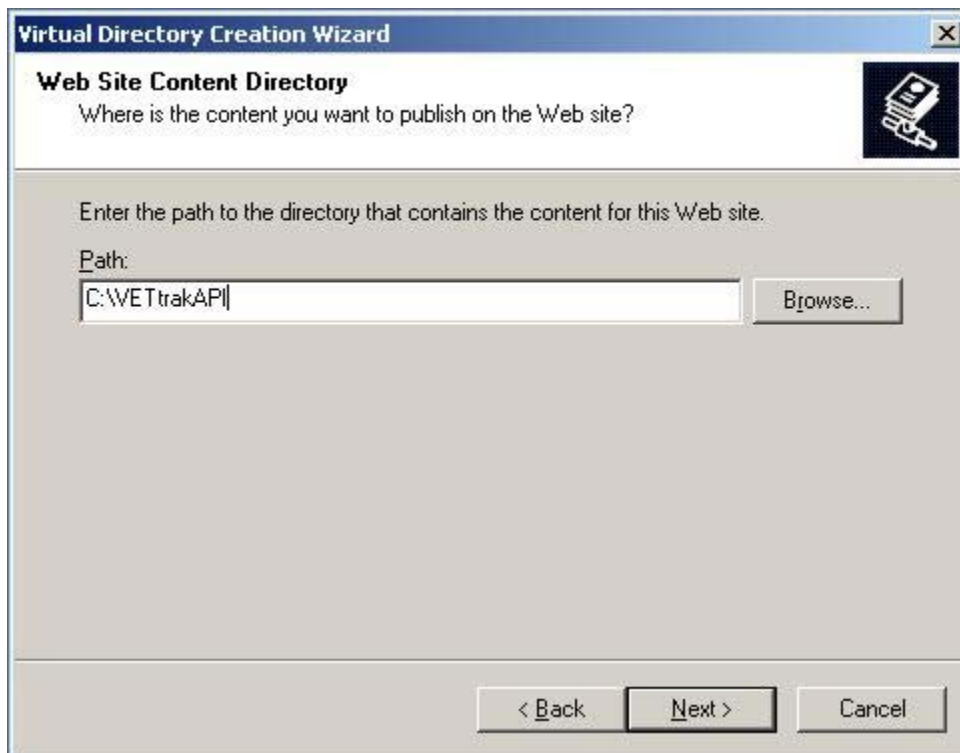 Virtual Directory Creation Wizard
Web Site Content Directory
Where is the content you want to publish on the Web site?
Enter the path to the directory that contains the content for this Web site.
Path:
C:\VETtrakAPI
Browse...
< Back Next > Cancel